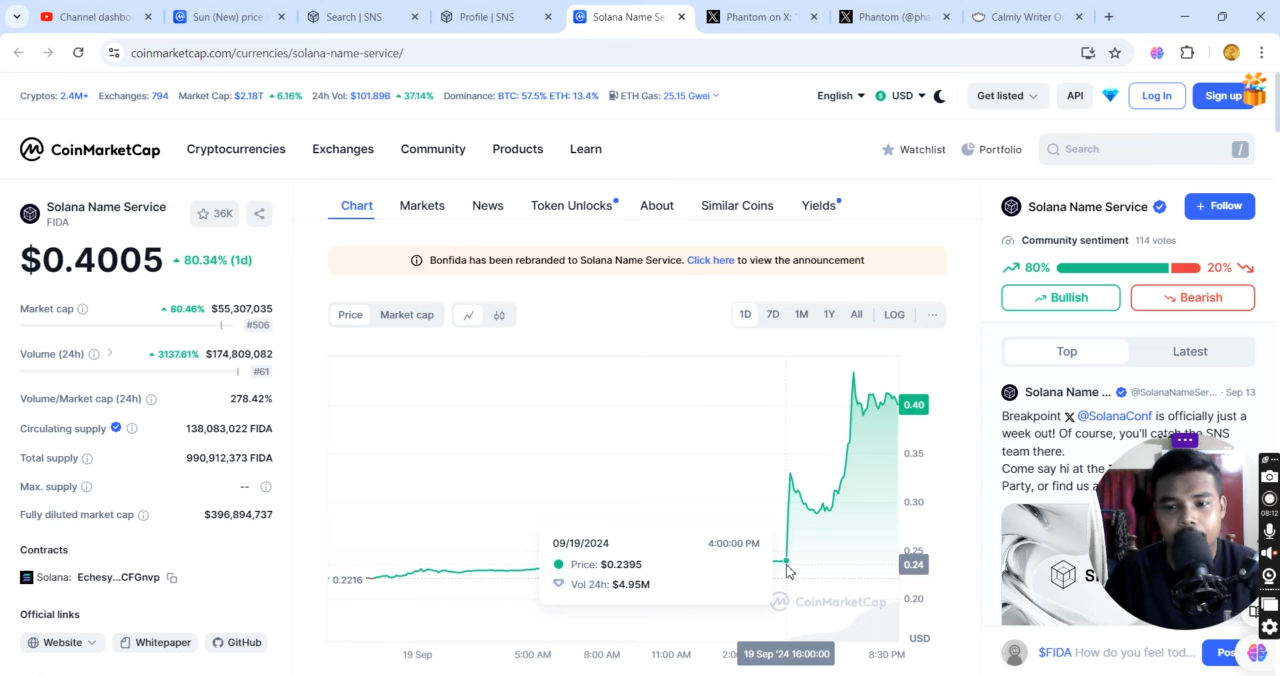 Channel dashbo
Sun (New) price
Search | SNS
Profile | SNS
Solana Name Se
Phantom on X: "
Phantom (@pha
Calmly Writer O
coinmarketcap.com/currencies/solana-name-service/
Cryptos: 2.4M+ Exchanges: 794 Market Cap: $2.18T 6.16% 24h Vol: $101.89B 37.14% Dominance: BTC: 57.5% ETH: 13.4% ETH Gas: 25.15 Gwei
English USD Get listed API Log In Sign up
CoinMarketCap Cryptocurrencies Exchanges Community Products Learn Watchlist Portfolio Search /
Solana Name Service
FIDA
36K
$0.4005 80.34% (1d)
Market cap 80.46% $55,307,035
#506
Volume (24h) 3137.61% $174,809,082
#61
Volume/Market cap (24h) 278.42%
Circulating supply 138,083,022 FIDA
Total supply 990,912,373 FIDA
Max. supply --
Fully diluted market cap $396,894,737
Contracts
Solana: Echesy...CFGnvp
Official links
Website Whitepaper GitHub
Chart Markets News Token Unlocks About Similar Coins Yields
Bonfida has been rebranded to Solana Name Service. Click here to view the announcement
Price Market cap 1D 7D 1M 1Y All LOG ...
0.40
0.35
0.30
0.25
0.24
0.20
USD
0.2216
09/19/2024 4:00:00 PM
Price: $0.2395
Vol 24h: $4.95M
CoinMarketCap
19 Sep 5:00 AM 8:00 AM 11:00 AM 2:0 19 Sep '24 16:00:00 8:30 PM
Solana Name Service + Follow
Community sentiment 114 votes
80% 20%
Bullish Bearish
Top Latest
Solana Name ... @SolanaNameSer... · Sep 13
Breakpoint X @SolanaConf is officially just a
week out! Of course, you'll catch the SNS
team there.
Come say hi at the
Party, or find us a
$FIDA How do you feel tod... Pos
08:12